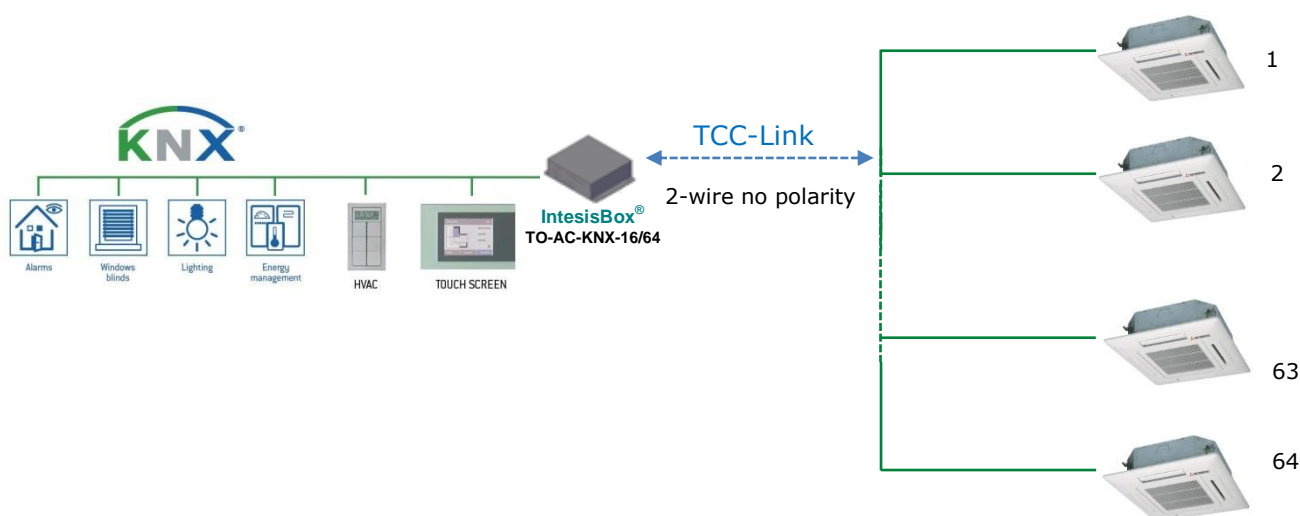 KNX®
Alarms
Windows
blinds
Lighting
Energy
management
HVAC
TOUCH SCREEN
IntesisBox®
TO-AC-KNX-16/64
TCC-Link
2-wire no polarity
1
2
63
64